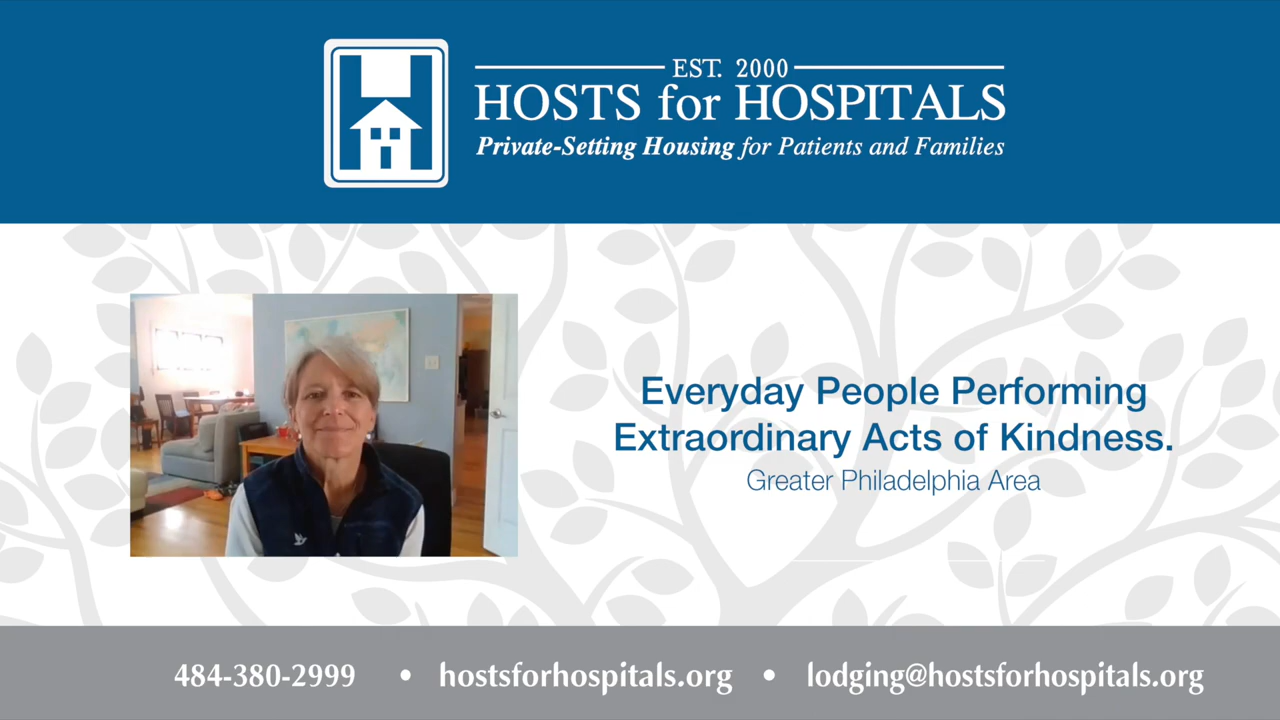 EST. 2000
HOSTS for HOSPITALS
Private-Setting Housing for Patients and Families
Everyday People Performing
Extraordinary Acts of Kindness.
Greater Philadelphia Area
484-380-2999 • hostsforhospitals.org • lodging@hostsforhospitals.org